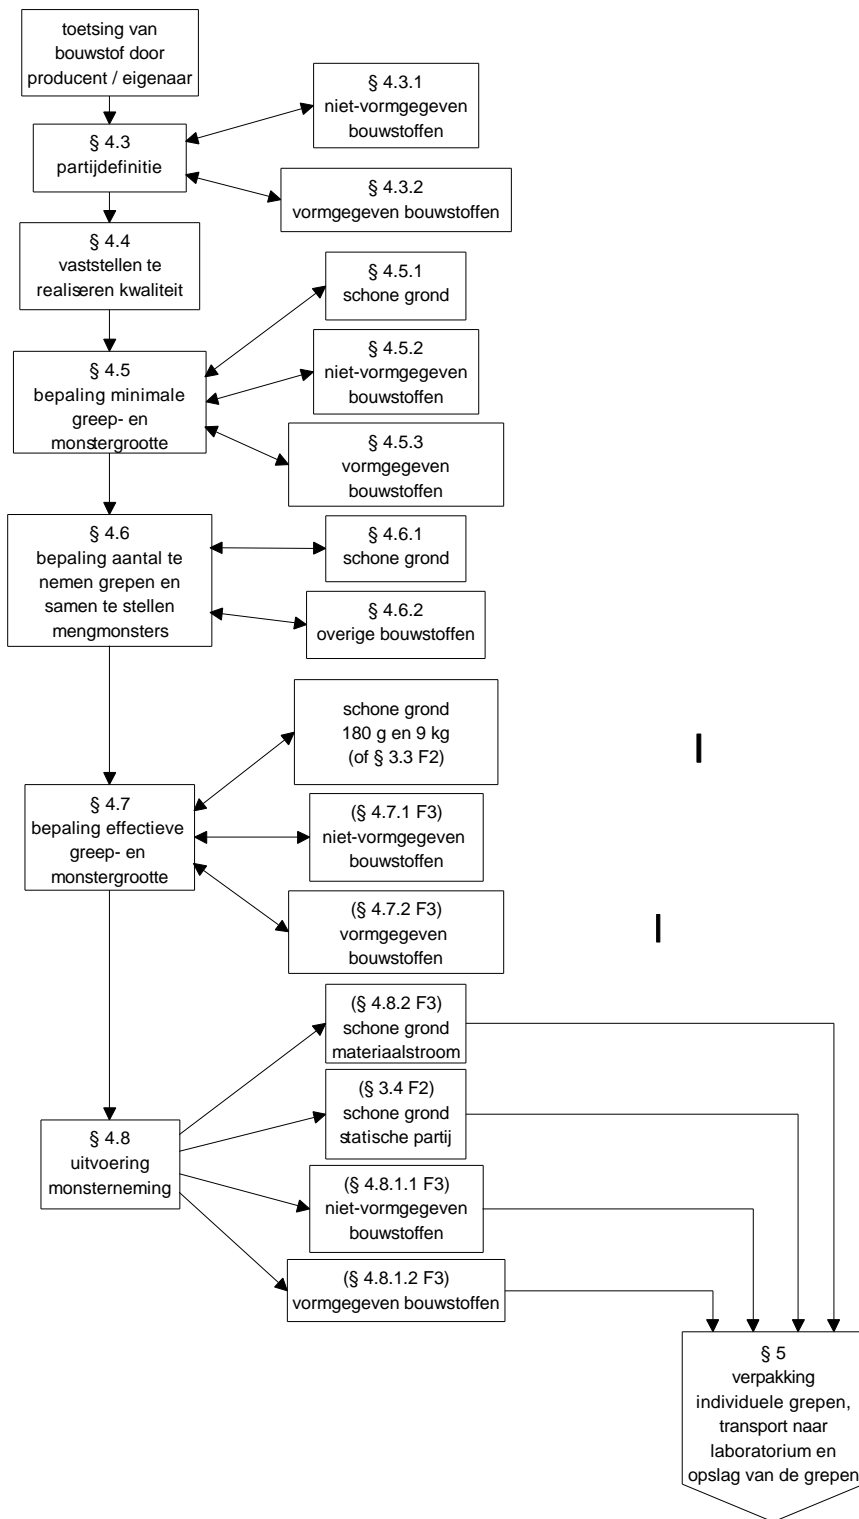 toetsing van
bouwstof door
producent / eigenaar
§ 4.3.1
niet-vormgegeven
bouwstoffen
§ 4.3
partijdefinitie
§ 4.3.2
vormgegeven bouwstoffen
§ 4.4
vaststellen te
realiseren kwaliteit
§ 4.5.1
schone grond
§ 4.5.2
niet-vormgegeven
bouwstoffen
§ 4.5
bepaling minimale
greep- en
monstergrootte
§ 4.5.3
vormgegeven
bouwstoffen
§ 4.6
bepaling aantal te
nemen grepen en
samen te stellen
mengmonsters
§ 4.6.1
schone grond
§ 4.6.2
overige bouwstoffen
schone grond
180 g en 9 kg
(of § 3.3 F2)
§ 4.7
bepaling effectieve
greep- en
monstergrootte
(§ 4.7.1 F3)
niet-vormgegeven
bouwstoffen
(§ 4.7.2 F3)
vormgegeven
bouwstoffen
(§ 4.8.2 F3)
schone grond
materiaalstroom
(§ 3.4 F2)
schone grond
statische partij
§ 4.8
uitvoering
monsterneming
(§ 4.8.1.1 F3)
niet-vormgegeven
bouwstoffen
(§ 4.8.1.2 F3)
vormgegeven bouwstoffen
§ 5
verpakking
individuele grepen,
transport naar
laboratorium en
opslag van de grepen